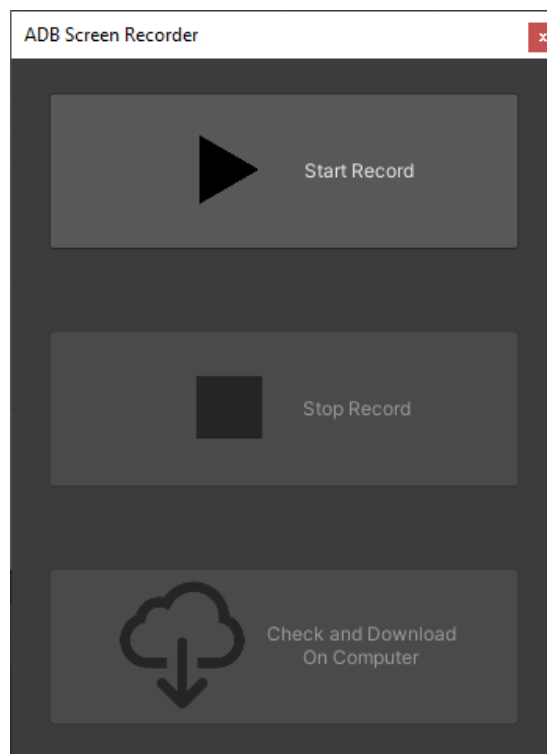 ADB Screen Recorder
x
Start Record
Stop Record
Check and Download
On Computer